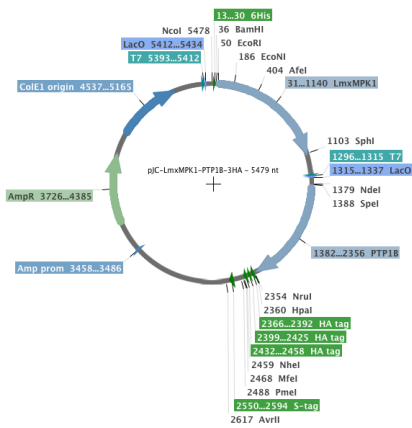 13...30 6His
NcoI 5478
36 BamHI
LacO 5412...5434
50 EcoRI
T7 5393...5412
186 EcoNI
ColE1 origin 4537...5165
404 AfeI
31...1140 LmxMPK1
1103 SphI
pJC-LmxMPK1-PTP1B-3HA - 5479 nt
1296...1315 T7
1315...1337 LacO
1379 NdeI
AmpR 3726...4385
1388 SpeI
1382...2356 PTP1B
Amp prom 3458...3486
2354 NruI
2360 HpaI
2366...2392 HA tag
2399...2425 HA tag
2432...2458 HA tag
2459 NheI
2468 MfeI
2488 PmeI
2550...2594 S-tag
2617 AvrII